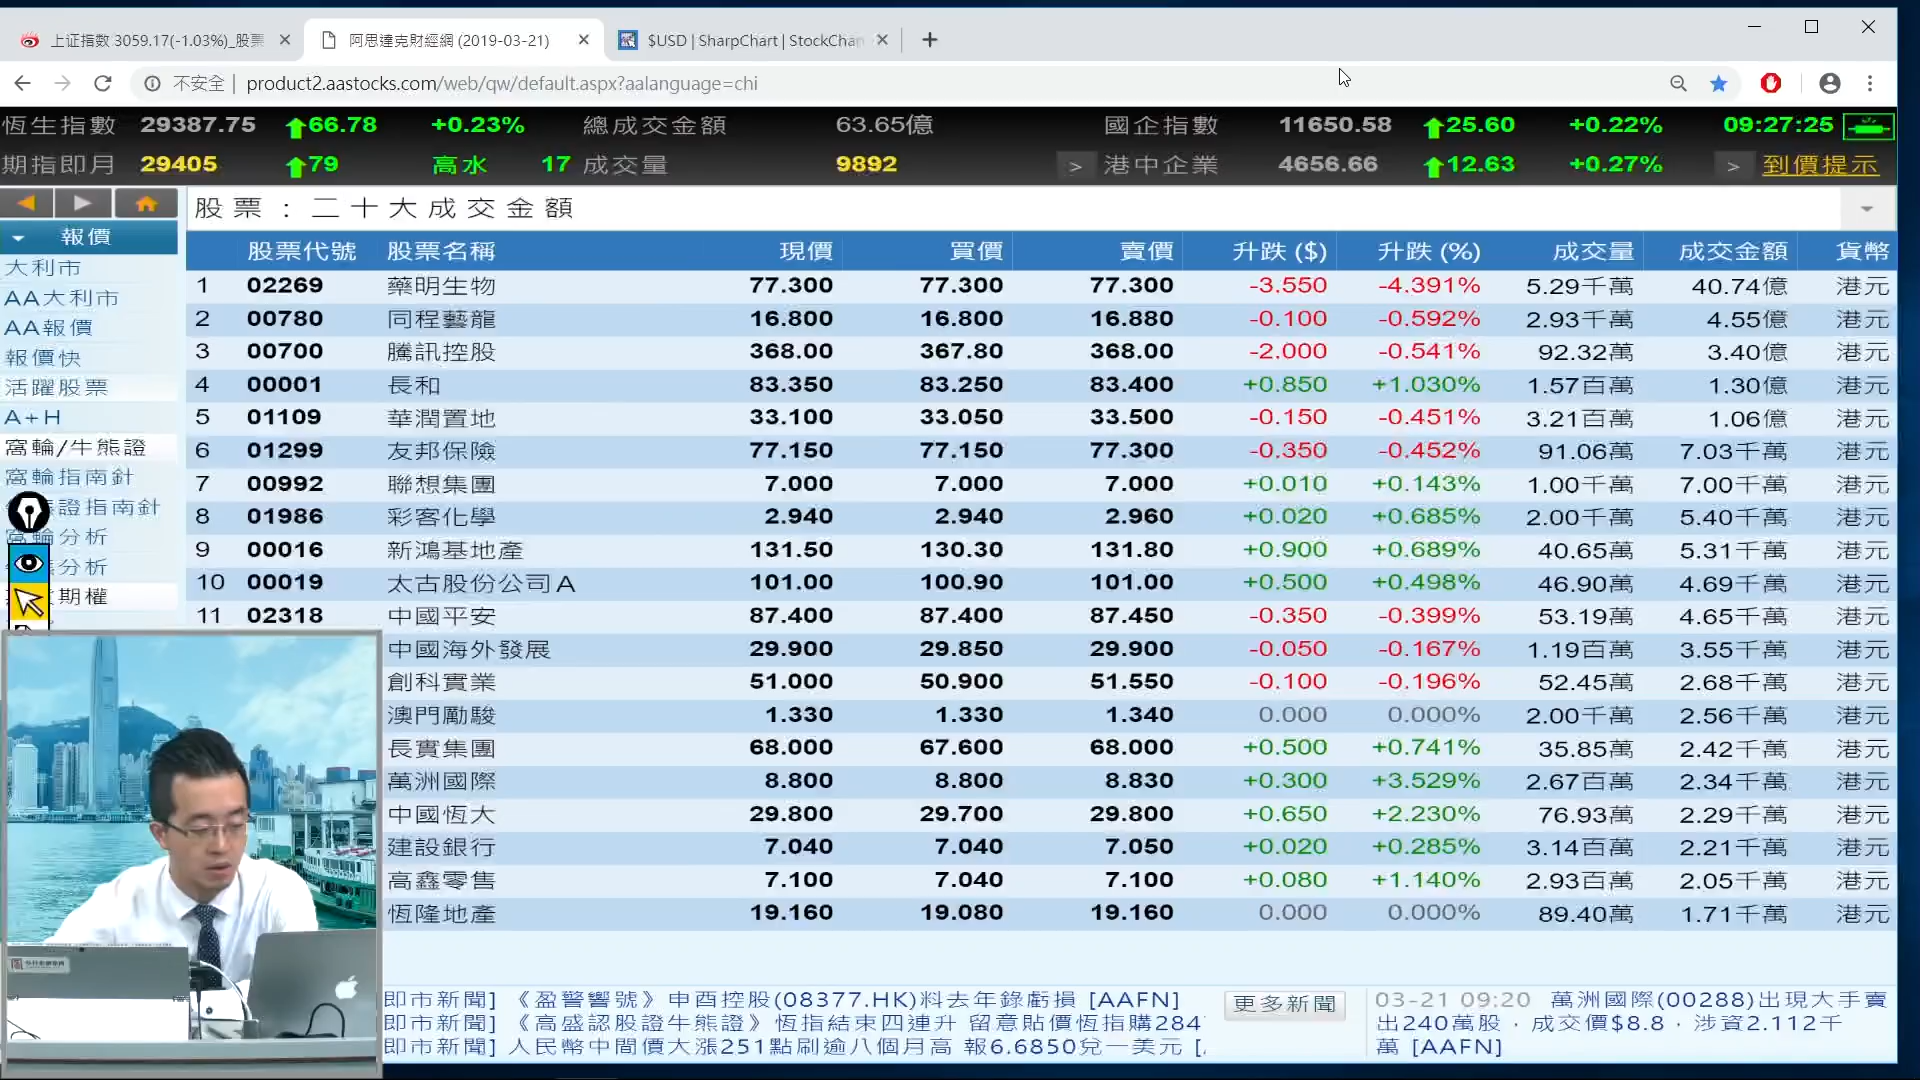 上证指数 3059.17(-1.03%)_股票
阿思達克財經網 (2019-03-21)
$USD | SharpChart | StockChar
不安全 | product2.aastocks.com/web/qw/default.aspx?aalanguage=chi
恆生指數 29387.75 66.78 +0.23% 總成交金額 63.65億 國企指數 11650.58 25.60 +0.22% 09:27:25
期指即月 29405 79 高水 17 成交量 9892 > 港中企業 4656.66 12.63 +0.27% > 到價提示
股票：二十大成交金額
報價
大利市
AA大利市
AA報價
報價快
活躍股票
A+H
窩輪/牛熊證
窩輪指南針
證指南針
窩輪分析
分析
期權
股票代號 股票名稱 現價 買價 賣價 升跌 ($) 升跌 (%) 成交量 成交金額 貨幣
1 02269 藥明生物 77.300 77.300 77.300 -3.550 -4.391% 5.29千萬 40.74億 港元
2 00780 同程藝龍 16.800 16.800 16.880 -0.100 -0.592% 2.93千萬 4.55億 港元
3 00700 騰訊控股 368.00 367.80 368.00 -2.000 -0.541% 92.32萬 3.40億 港元
4 00001 長和 83.350 83.250 83.400 +0.850 +1.030% 1.57百萬 1.30億 港元
5 01109 華潤置地 33.100 33.050 33.500 -0.150 -0.451% 3.21百萬 1.06億 港元
6 01299 友邦保險 77.150 77.150 77.300 -0.350 -0.452% 91.06萬 7.03千萬 港元
7 00992 聯想集團 7.000 7.000 7.000 +0.010 +0.143% 1.00千萬 7.00千萬 港元
8 01986 彩客化學 2.940 2.940 2.960 +0.020 +0.685% 2.00千萬 5.40千萬 港元
9 00016 新鴻基地產 131.50 130.30 131.80 +0.900 +0.689% 40.65萬 5.31千萬 港元
10 00019 太古股份公司A 101.00 100.90 101.00 +0.500 +0.498% 46.90萬 4.69千萬 港元
11 02318 中國平安 87.400 87.400 87.450 -0.350 -0.399% 53.19萬 4.65千萬 港元
中國海外發展 29.900 29.850 29.900 -0.050 -0.167% 1.19百萬 3.55千萬 港元
創科實業 51.000 50.900 51.550 -0.100 -0.196% 52.45萬 2.68千萬 港元
澳門勵駿 1.330 1.330 1.340 0.000 0.000% 2.00千萬 2.56千萬 港元
長實集團 68.000 67.600 68.000 +0.500 +0.741% 35.85萬 2.42千萬 港元
萬洲國際 8.800 8.800 8.830 +0.300 +3.529% 2.67百萬 2.34千萬 港元
中國恆大 29.800 29.700 29.800 +0.650 +2.230% 76.93萬 2.29千萬 港元
建設銀行 7.040 7.040 7.050 +0.020 +0.285% 3.14百萬 2.21千萬 港元
高鑫零售 7.100 7.040 7.100 +0.080 +1.140% 2.93百萬 2.05千萬 港元
恆隆地產 19.160 19.080 19.160 0.000 0.000% 89.40萬 1.71千萬 港元
即市新聞] 《盈警響號》申酉控股(08377.HK)料去年錄虧損 [AAFN]
即市新聞] 《高盛認股證牛熊證》恆指結束四連升 留意貼價恆指購284
即市新聞] 人民幣中間價大漲251點刷逾八個月高 報6.6850兌一美元 [
更多新聞
03-21 09:20 萬洲國際(00288)出現大手賣
出240萬股，成交價$8.8，涉資2.112千
萬 [AAFN]